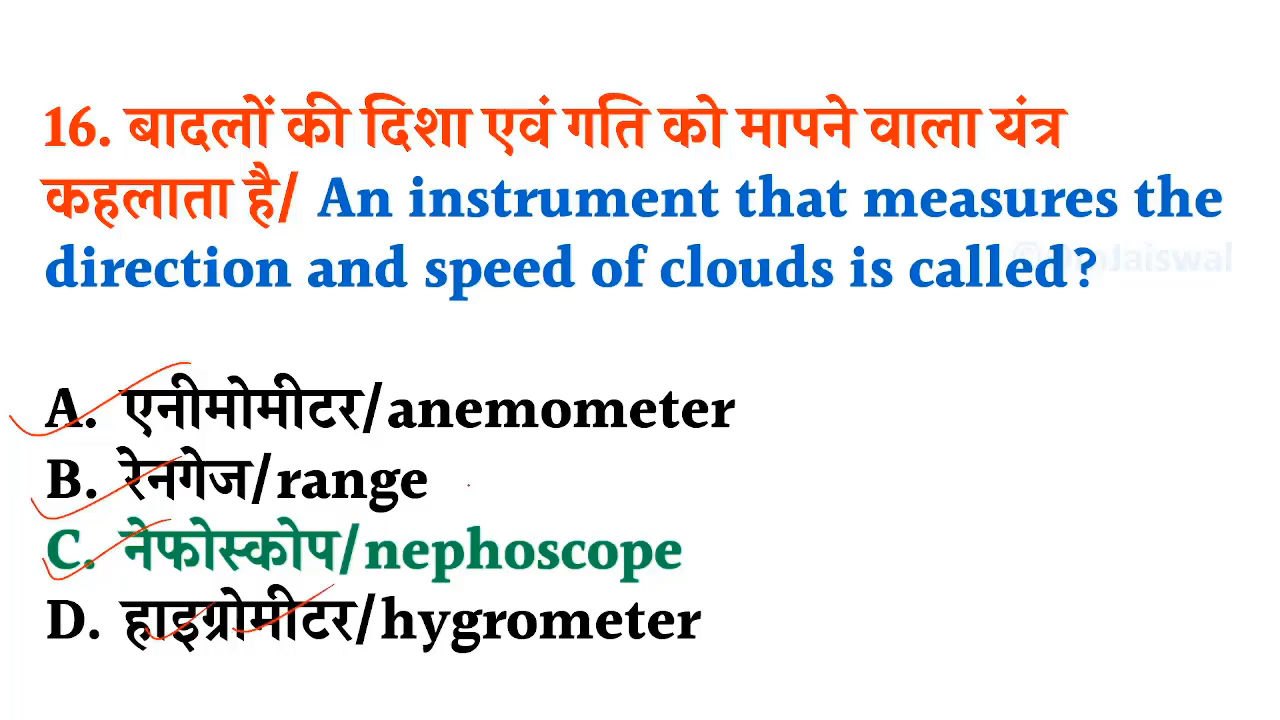 16. बादलों की दिशा एवं गति को मापने वाला यंत्र
कहलाता है/ An instrument that measures the
direction and speed of clouds is called?
A. एनीमोमीटर/anemometer
B. रेनगेज/range
C. नेफोस्कोप/nephoscope
D. हाइग्रोमीटर/hygrometer